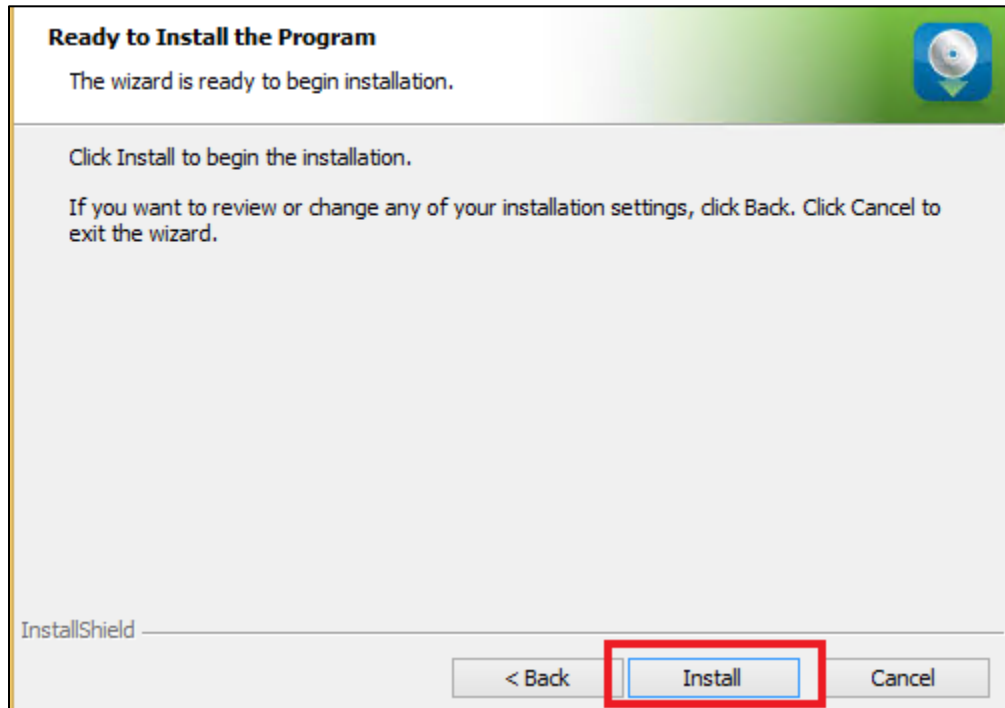 Ready to Install the Program
The wizard is ready to begin installation.
Click Install to begin the installation.
If you want to review or change any of your installation settings, click Back. Click Cancel to
exit the wizard.
InstallShield
< Back
Install
Cancel